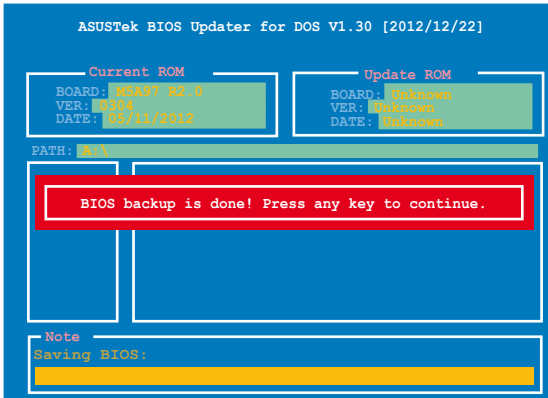 ASUSTek BIOS Updater for DOS V1.30 [2012/12/22]
Current ROM
BOARD: M5A97 R2.0
VER: 0304
DATE: 05/11/2012
Update ROM
BOARD: Unknown
VER: Unknown
DATE: Unknown
PATH: A:\
BIOS backup is done! Press any key to continue.
Note
Saving BIOS: